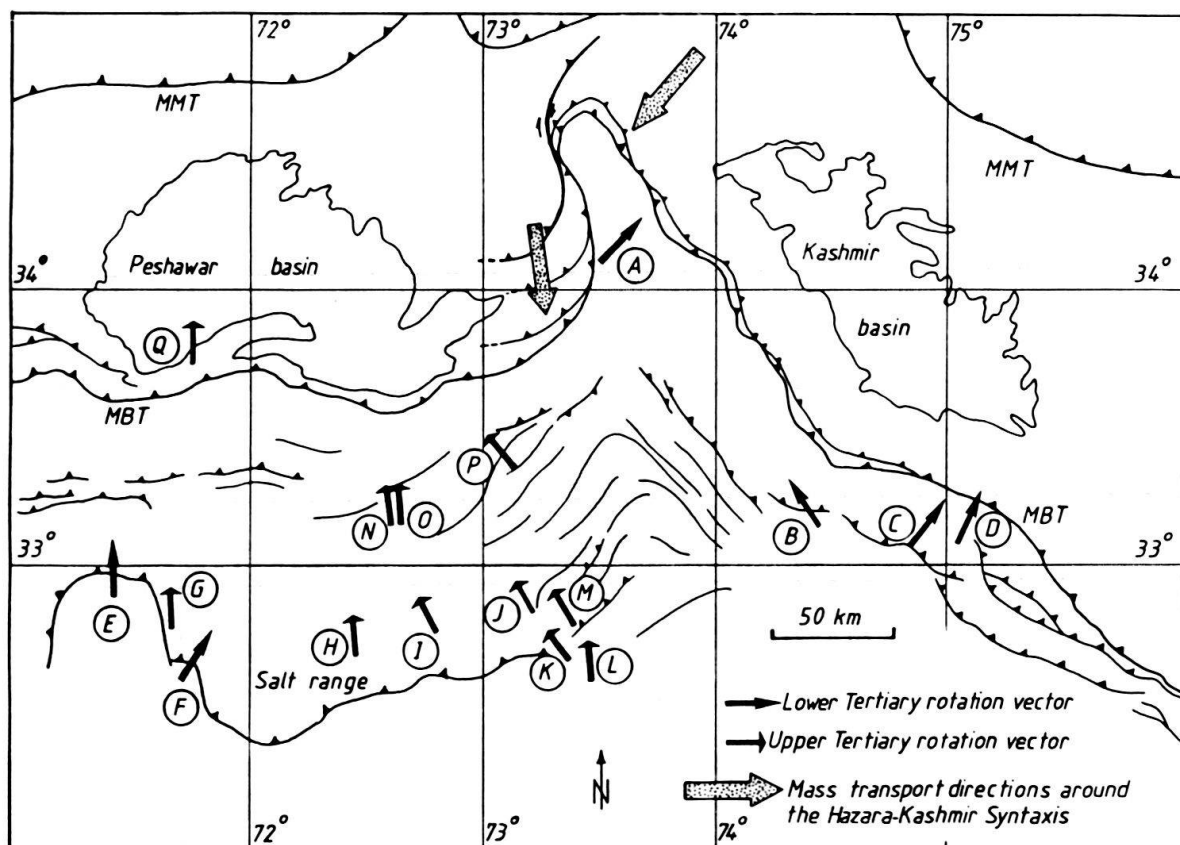 72° 73° 74° 75°
MMT
MMT
Peshawar basin
Kashmir
basin
34° 34°
A
Q
MBT
P
N O
B C D
MBT
33° 33°
E G
J M
H I
K L
F
Salt range
50 km
Lower Tertiary rotation vector
Upper Tertiary rotation vector
Mass transport directions around
the Hazara-Kashmir Syntaxis
N
72° 73° 74°